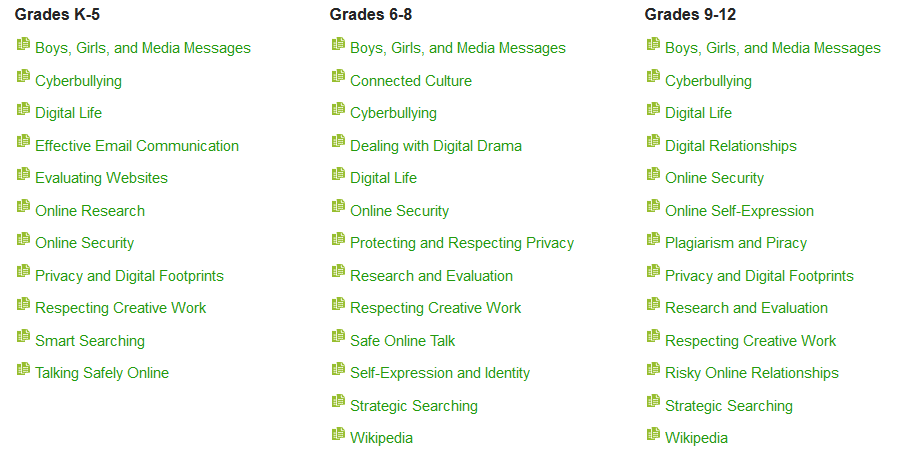 Grades K-5
Boys, Girls, and Media Messages
Cyberbullying
Digital Life
Effective Email Communication
Evaluating Websites
Online Research
Online Security
Privacy and Digital Footprints
Respecting Creative Work
Smart Searching
Talking Safely Online
Grades 6-8
Boys, Girls, and Media Messages
Connected Culture
Cyberbullying
Dealing with Digital Drama
Digital Life
Online Security
Protecting and Respecting Privacy
Research and Evaluation
Respecting Creative Work
Safe Online Talk
Self-Expression and Identity
Strategic Searching
Wikipedia
Grades 9-12
Boys, Girls, and Media Messages
Cyberbullying
Digital Life
Digital Relationships
Online Security
Online Self-Expression
Plagiarism and Piracy
Privacy and Digital Footprints
Research and Evaluation
Respecting Creative Work
Risky Online Relationships
Strategic Searching
Wikipedia